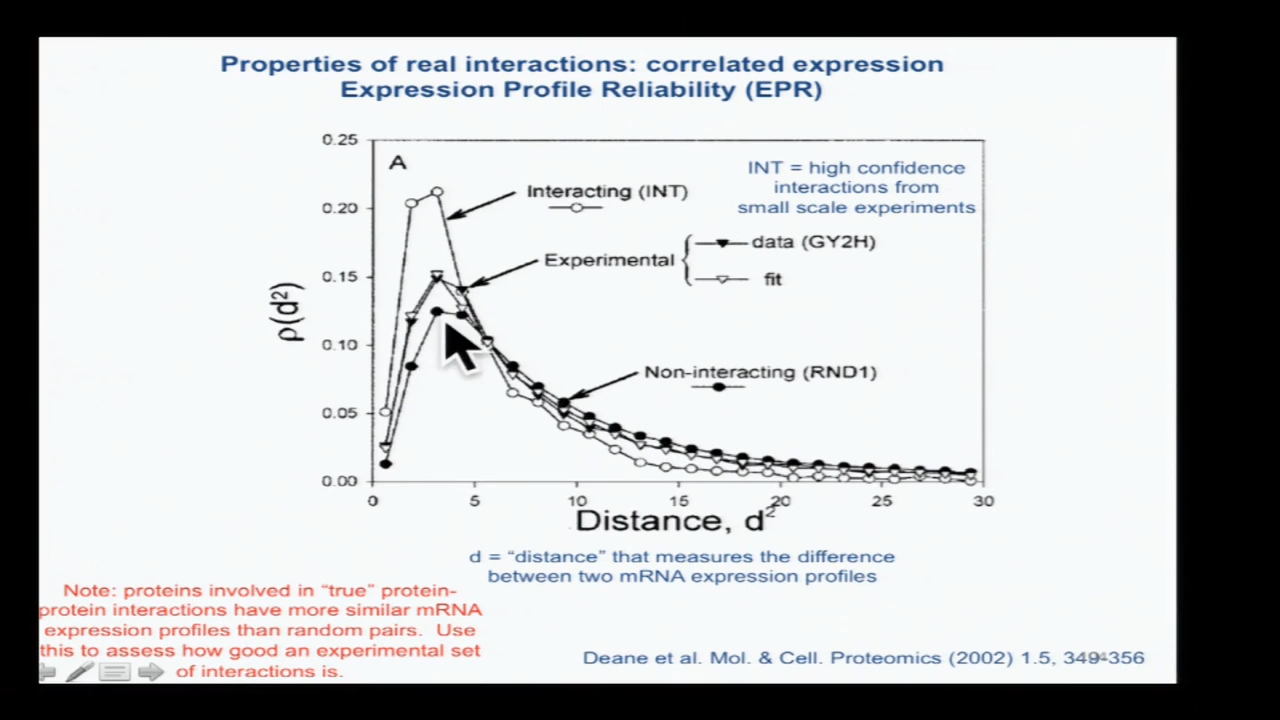 Properties of real interactions: correlated expression
Expression Profile Reliability (EPR)
0.25
0.20
0.15
0.10
0.05
0.00
ρ(d²)
A
Interacting (INT)
INT = high confidence
interactions from
small scale experiments
Experimental
data (GY2H)
fit
Non-interacting (RND1)
0 5 10 15 20 25 30
Distance, d²
d = “distance” that measures the difference
between two mRNA expression profiles
Note: proteins involved in “true” protein-
protein interactions have more similar mRNA
expression profiles than random pairs. Use
this to assess how good an experimental set
of interactions is.
Deane et al. Mol. & Cell. Proteomics (2002) 1.5, 349-356